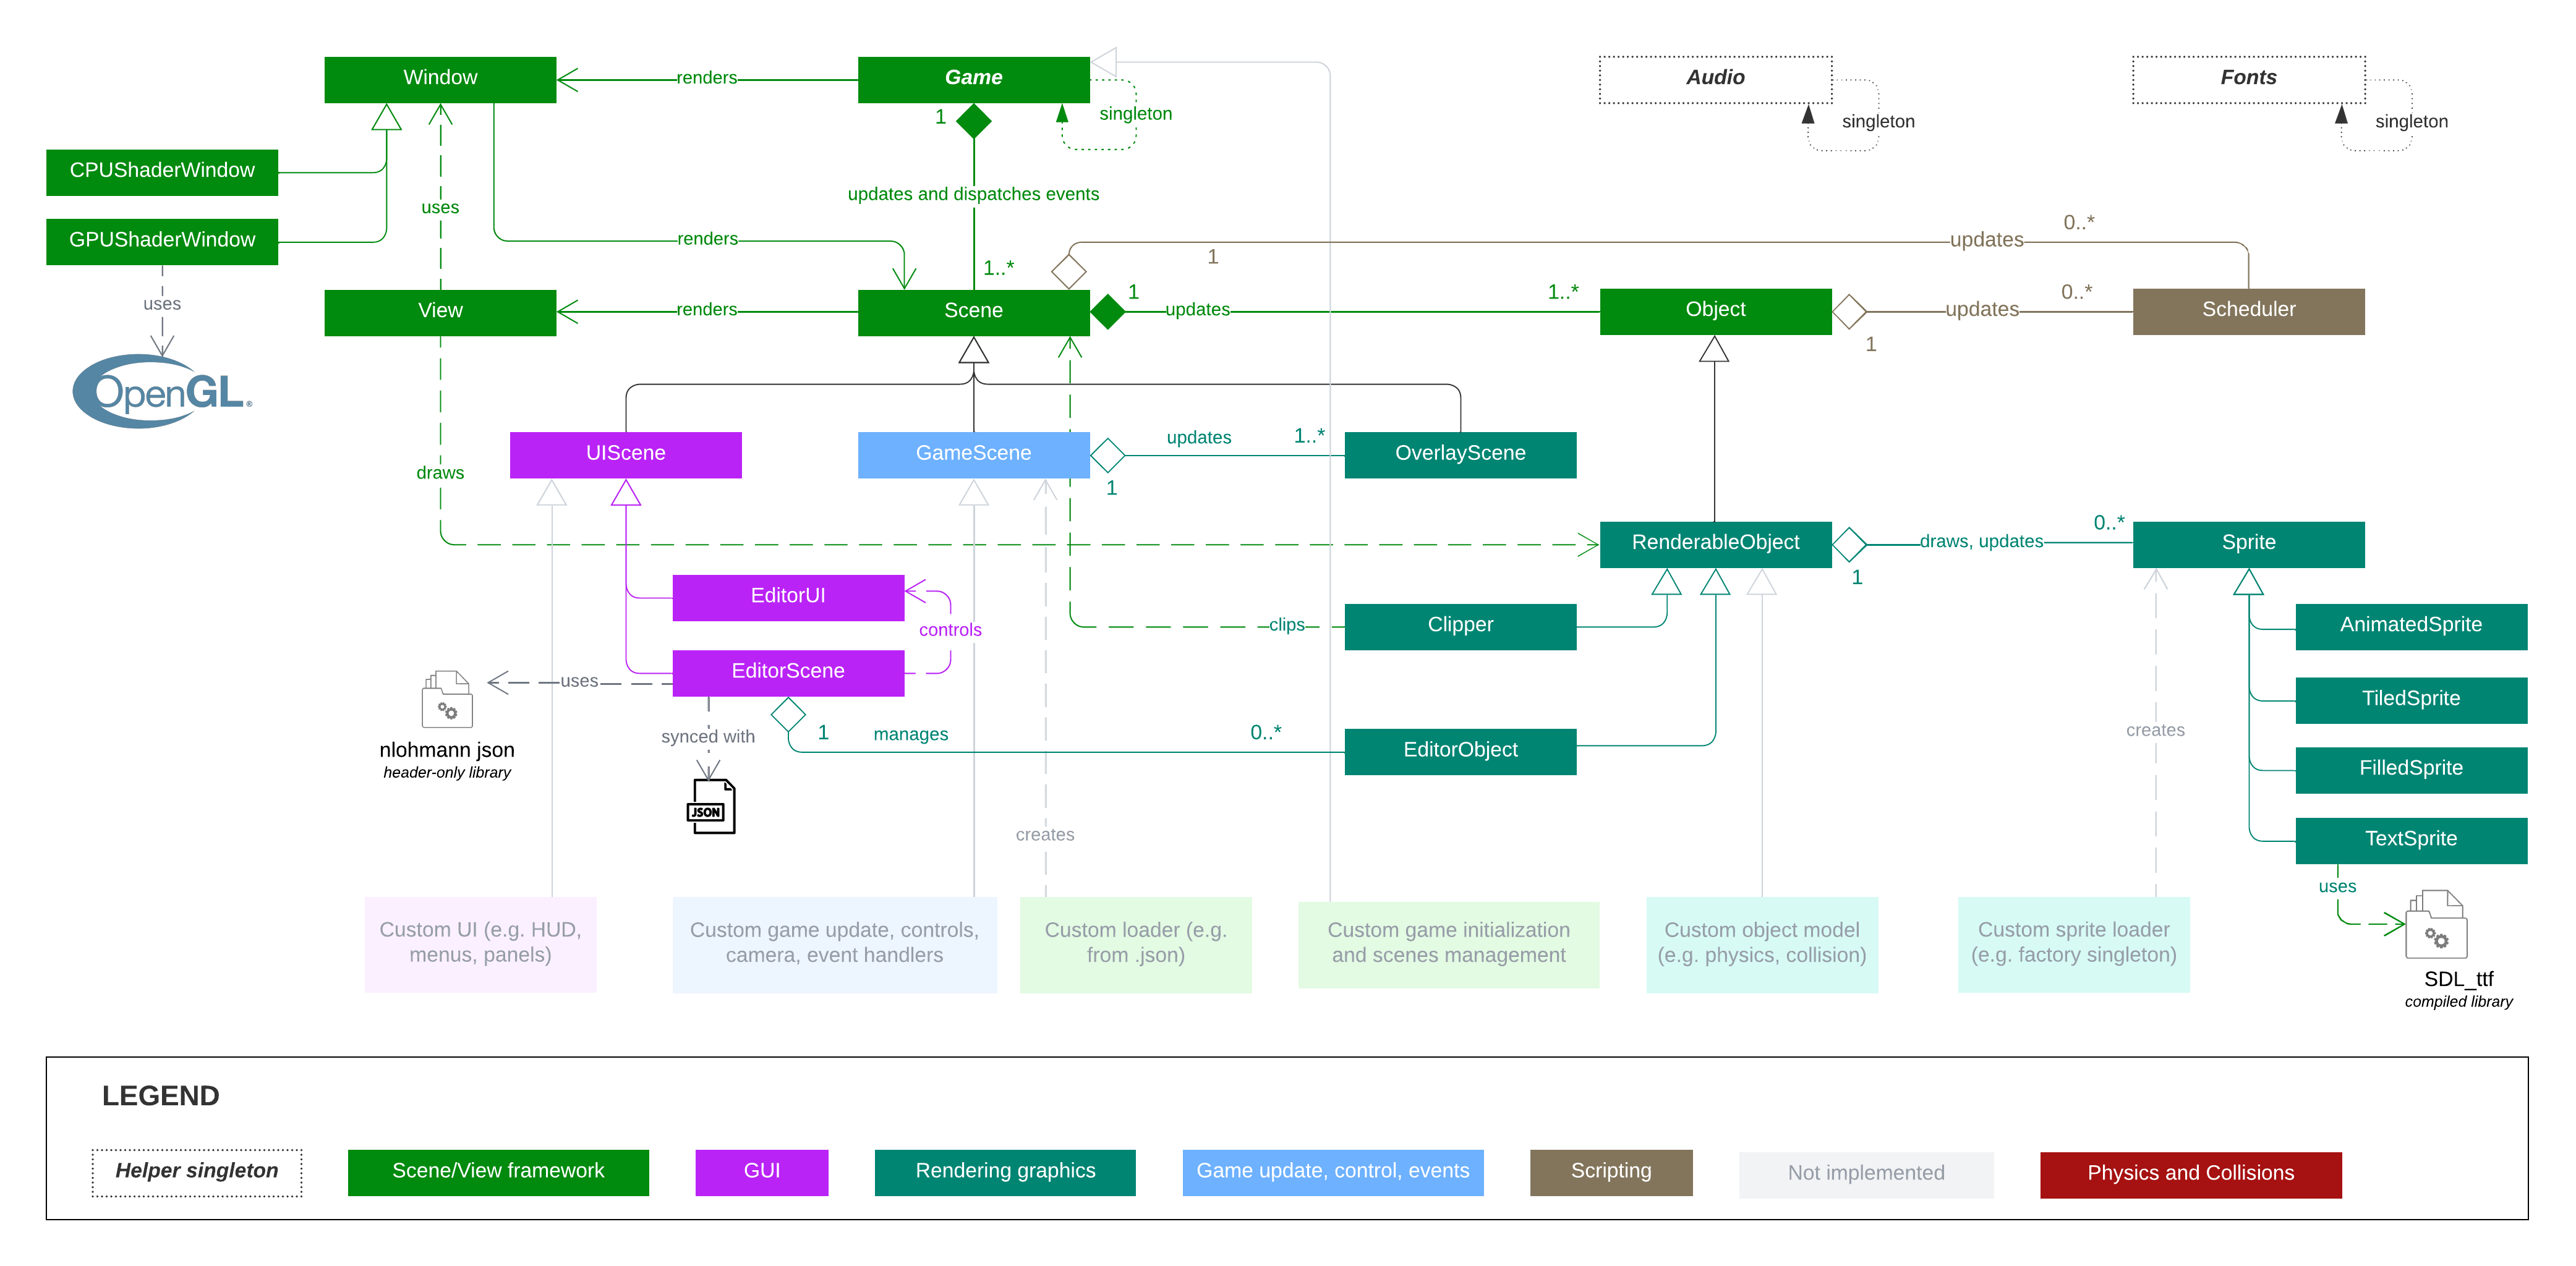 Window
renders
Game
singleton
Audio
singleton
Fonts
singleton
1
CPUShaderWindow
updates and dispatches events
uses
GPUShaderWindow
renders
0..*
updates
1
1..*
uses
View
renders
Scene
1
updates
1..*
Object
updates
0..*
1
Scheduler
OpenGL®
draws
UIScene
GameScene
updates
1..*
1
OverlayScene
RenderableObject
draws, updates
0..*
1
Sprite
EditorUI
controls
clips
Clipper
AnimatedSprite
EditorScene
uses
nlohmann json
header-only library
synced with
JSON
1
manages
0..*
EditorObject
creates
TiledSprite
FilledSprite
TextSprite
creates
uses
SDL_ttf
compiled library
Custom UI (e.g. HUD,
menus, panels)
Custom game update, controls,
camera, event handlers
Custom loader (e.g.
from .json)
Custom game initialization
and scenes management
Custom object model
(e.g. physics, collision)
Custom sprite loader
(e.g. factory singleton)
LEGEND
Helper singleton
Scene/View framework
GUI
Rendering graphics
Game update, control, events
Scripting
Not implemented
Physics and Collisions